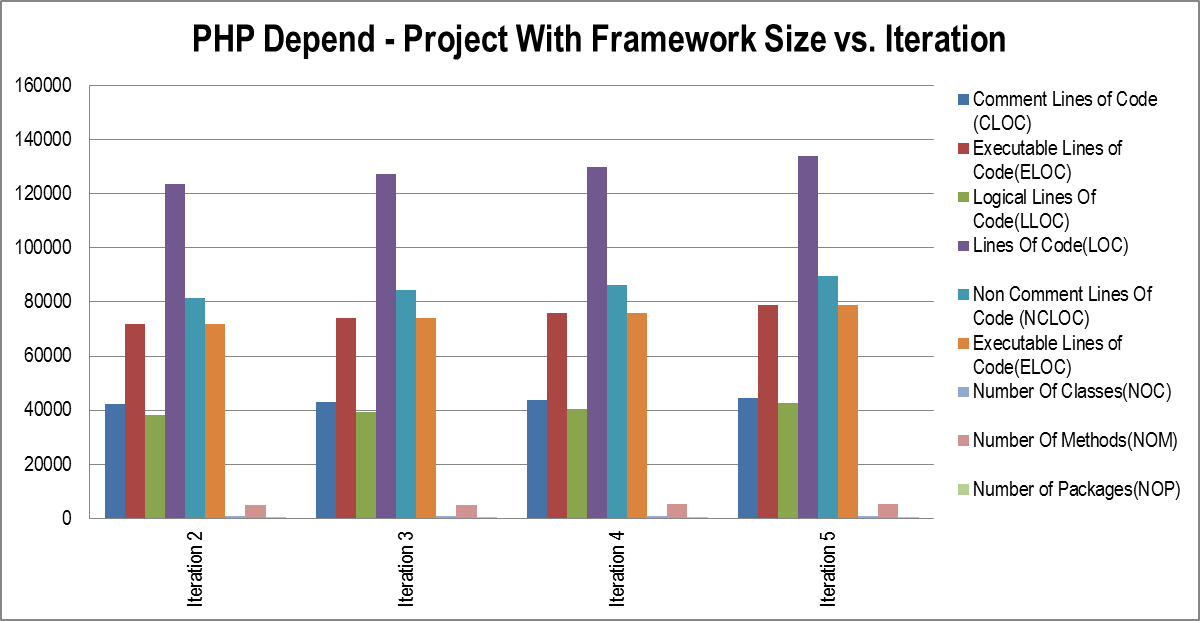 PHP Depend - Project With Framework Size vs. Iteration
160000
140000
120000
100000
80000
60000
40000
20000
0
Iteration 2
Iteration 3
Iteration 4
Iteration 5
Comment Lines of Code
(CLOC)
Executable Lines of
Code(ELOC)
Logical Lines Of
Code(LLOC)
Lines Of Code(LOC)
Non Comment Lines Of
Code (NCLOC)
Executable Lines of
Code(ELOC)
Number Of Classes(NOC)
Number Of Methods(NOM)
Number of Packages(NOP)